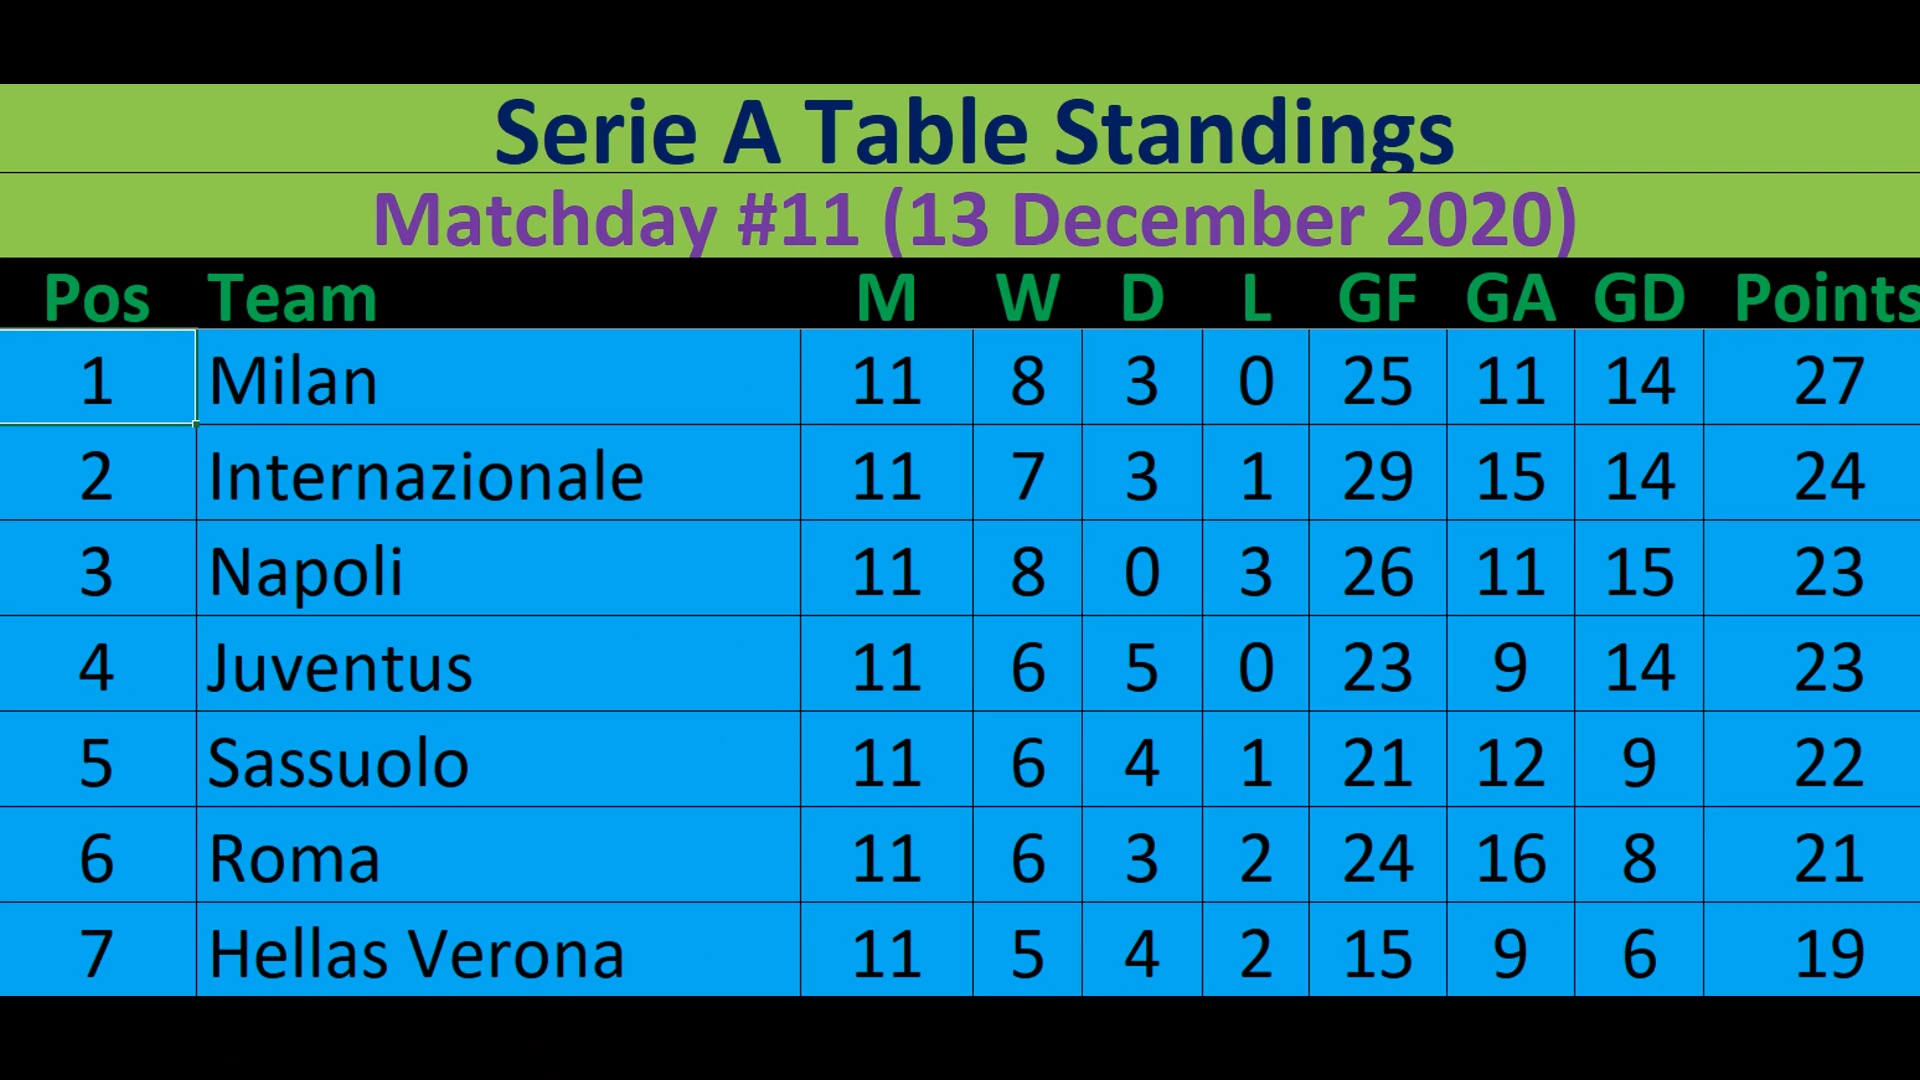 Serie A Table Standings
Matchday #11 (13 December 2020)
Pos Team M W D L GF GA GD Points
1 Milan 11 8 3 0 25 11 14 27
2 Internazionale 11 7 3 1 29 15 14 24
3 Napoli 11 8 0 3 26 11 15 23
4 Juventus 11 6 5 0 23 9 14 23
5 Sassuolo 11 6 4 1 21 12 9 22
6 Roma 11 6 3 2 24 16 8 21
7 Hellas Verona 11 5 4 2 15 9 6 19